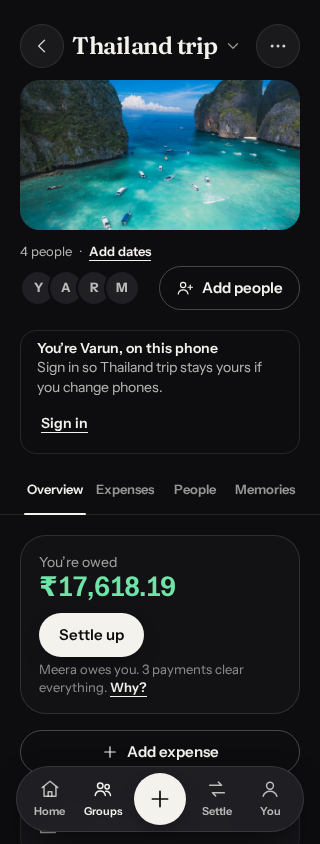 Thailand trip
4 people · Add dates
Y A R M
Add people
You're Varun, on this phone
Sign in so Thailand trip stays yours if
you change phones.
Sign in
Overview Expenses People Memories
You're owed
₹17,618.19
Settle up
Meera owes you. 3 payments clear
everything. Why?
Add expense
Home Groups Settle You